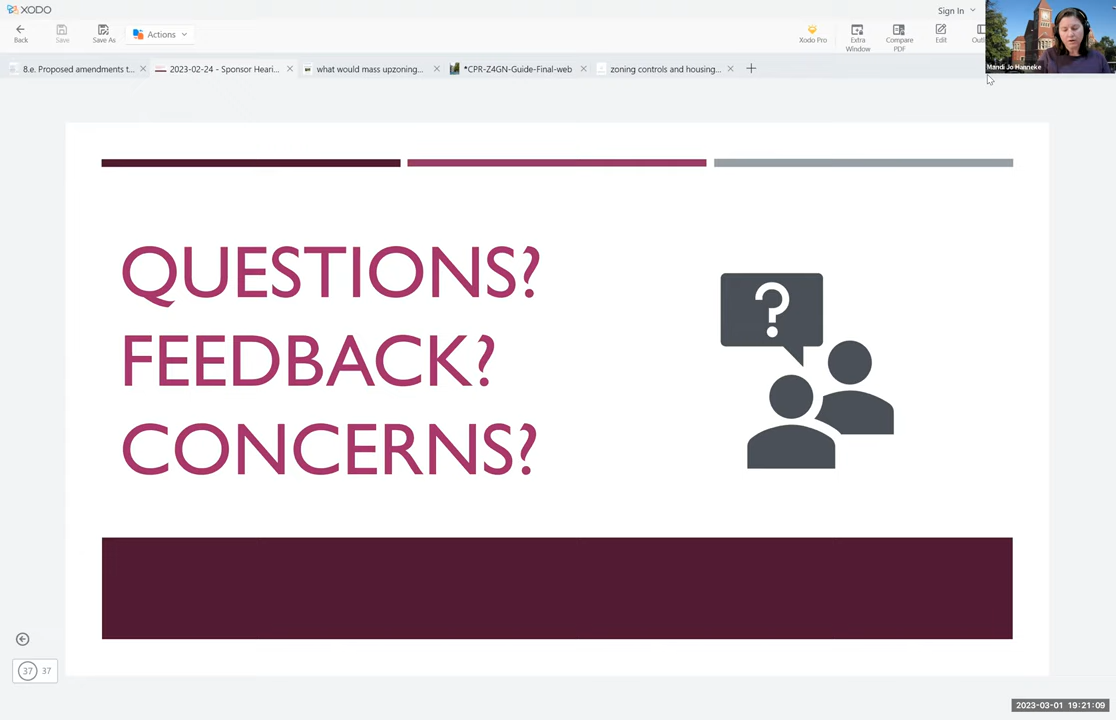 XODO
Sign In
Back
Save
Save As
Actions
Xodo Pro
Extra
Window
Compare
PDF
Edit
Mandi Jo Hanneke
8.e. Proposed amendments t...
2023-02-24 - Sponsor Heari...
what would mass upzoning...
*CPR-Z4GN-Guide-Final-web
zoning controls and housing...
QUESTIONS?
?
FEEDBACK?
CONCERNS?
37 37
2023-03-01 19:21:09